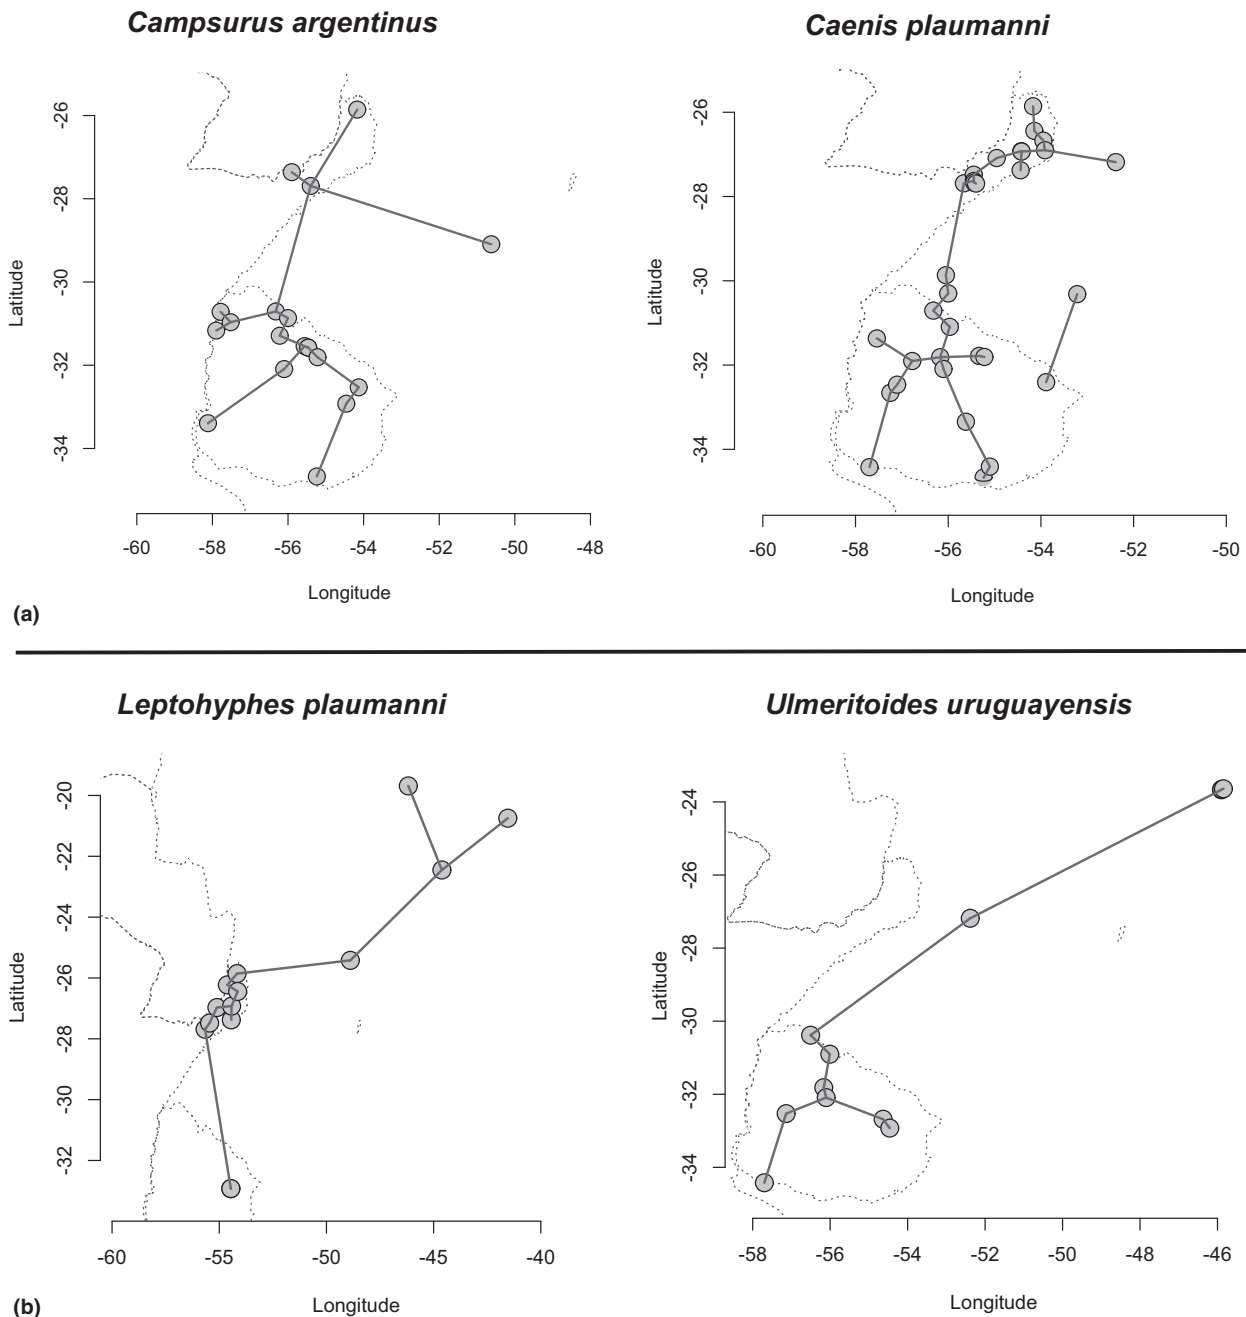 Campsurus argentinus
Caenis plaumanni
-26
-28
-30
-32
-34
Latitude
-60 -58 -56 -54 -52 -50 -48
Longitude
-26
-28
-30
-32
-34
Latitude
-60 -58 -56 -54 -52 -50
Longitude
(a)
Leptohyphes plaumanni
Ulmeritoides uruguayensis
-20
-22
-24
-26
-28
-30
-32
Latitude
-60 -55 -50 -45 -40
Longitude
-24
-26
-28
-30
-32
-34
Latitude
-58 -56 -54 -52 -50 -48 -46
Longitude
(b)